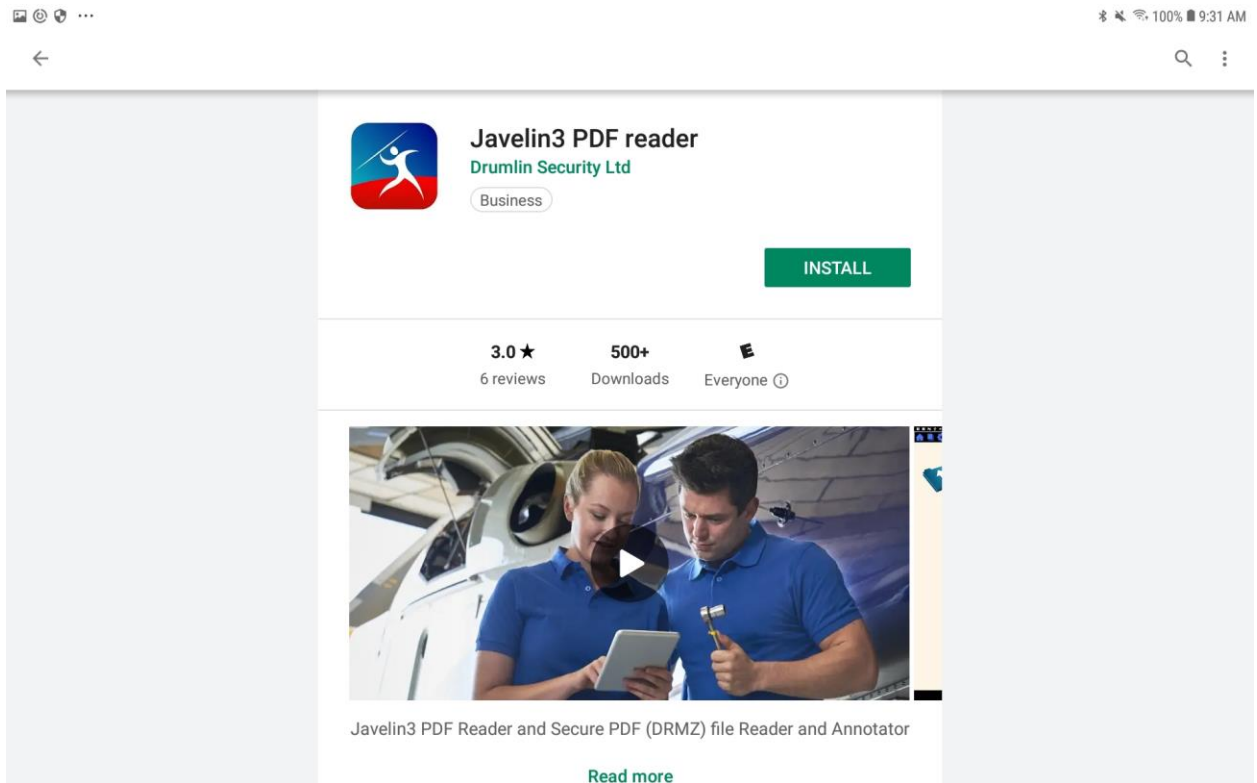 100% 9:31 AM
Javelin3 PDF reader
Drumlin Security Ltd
Business
INSTALL
3.0 ★ 500+ E
6 reviews Downloads Everyone
Javelin3 PDF Reader and Secure PDF (DRMZ) file Reader and Annotator
Read more